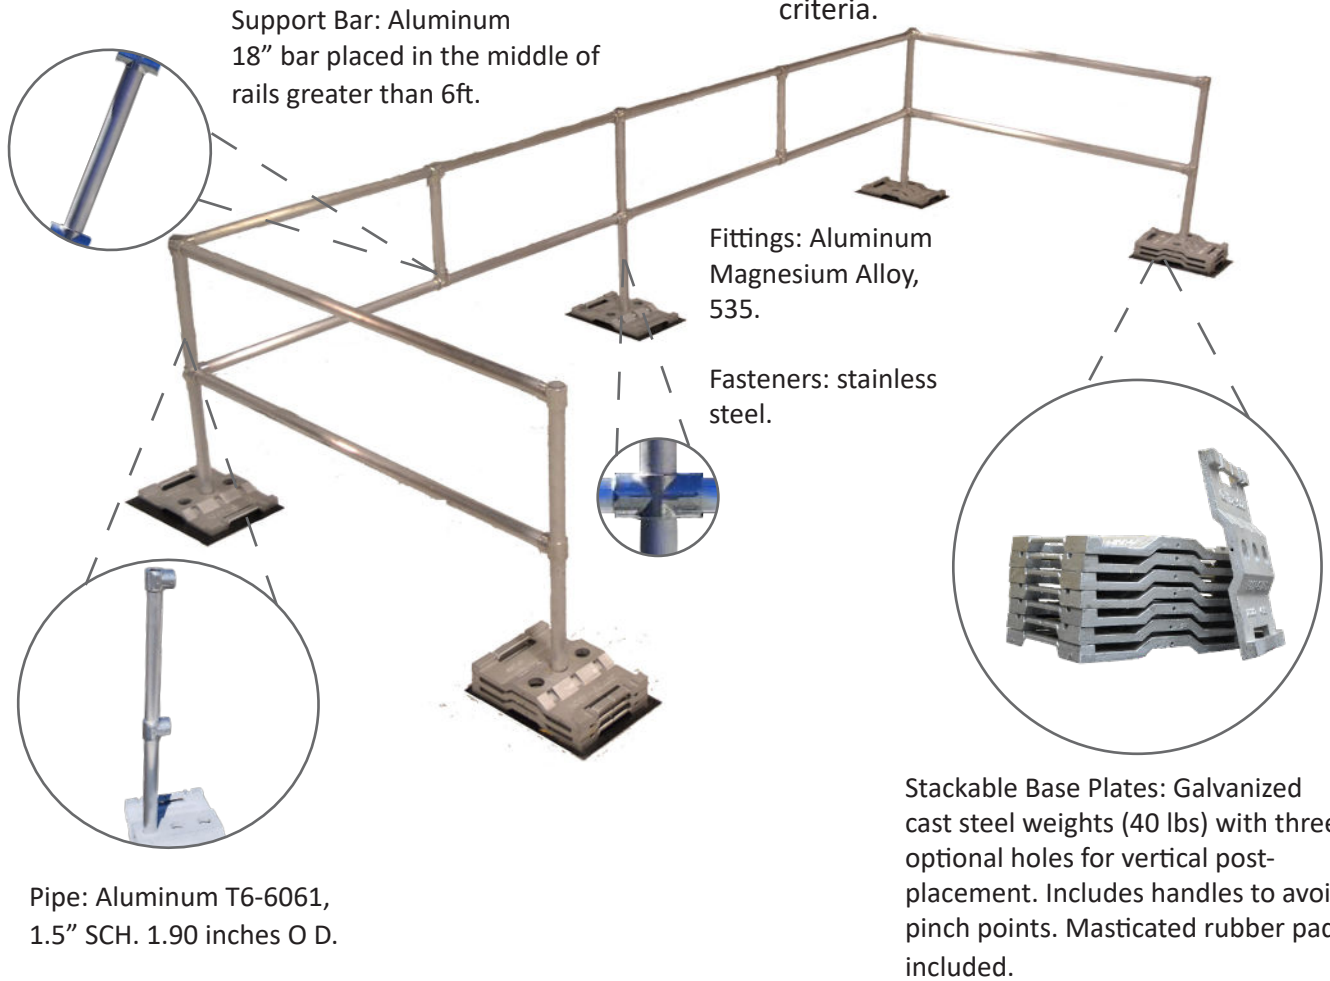 criteria.
Support Bar: Aluminum
18” bar placed in the middle of
rails greater than 6ft.
Fittings: Aluminum
Magnesium Alloy,
535.
Fasteners: stainless
steel.
Stackable Base Plates: Galvanized
cast steel weights (40 lbs) with three
optional holes for vertical post-
placement. Includes handles to avoi
pinch points. Masticated rubber pad
included.
Pipe: Aluminum T6-6061,
1.5” SCH. 1.90 inches O D.